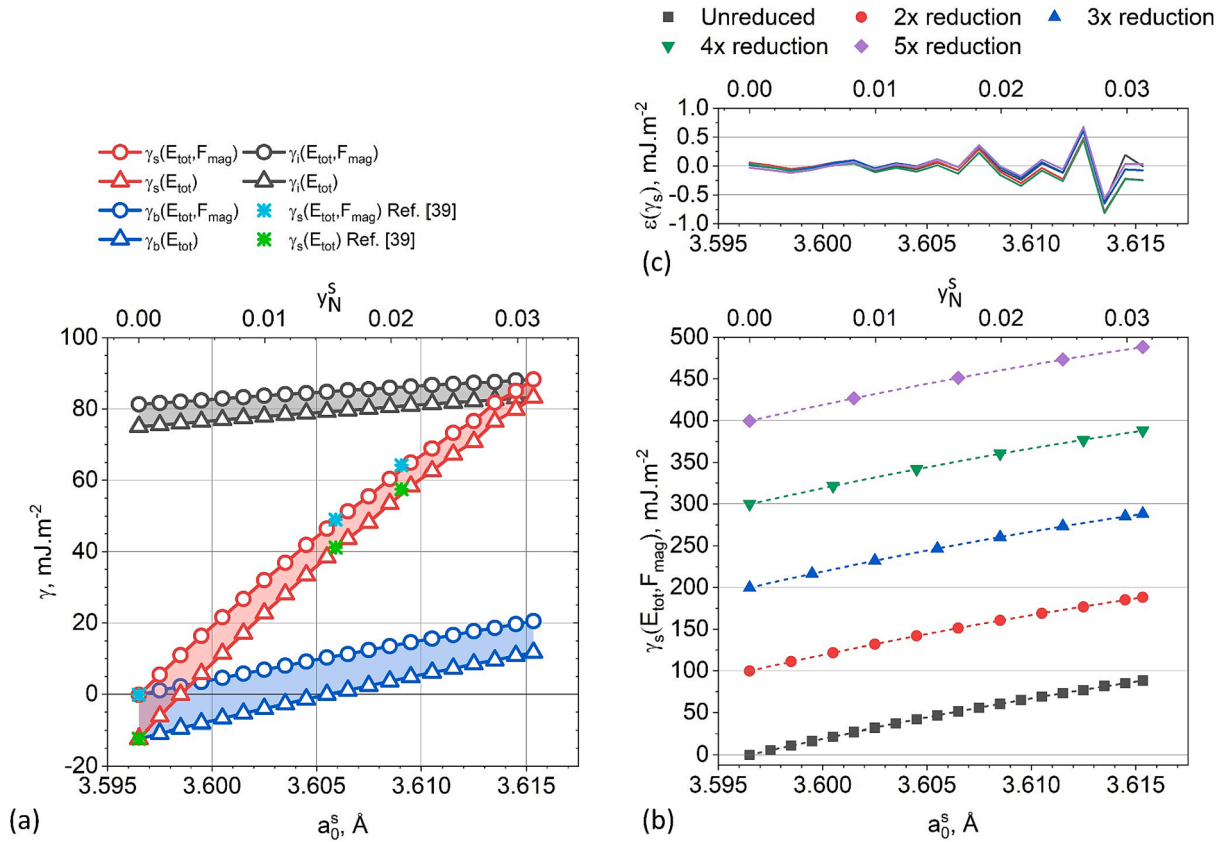 Unreduced 2x reduction 3x reduction
4x reduction 5x reduction
γs(Etot,Fmag) γi(Etot,Fmag)
γs(Etot) γi(Etot)
γb(Etot,Fmag) γs(Etot,Fmag) Ref. [39]
γb(Etot) γs(Etot) Ref. [39]
y_N^s
0.00 0.01 0.02 0.03
100
80
60
40
20
0
-20
γ, mJ.m⁻²
3.595 3.600 3.605 3.610 3.615
a_0^s, Å
(a)
0.00 0.01 0.02 0.03
1.0
0.5
0.0
-0.5
-1.0
ε(γs), mJ.m⁻²
3.595 3.600 3.605 3.610 3.615
(c)
y_N^s
0.00 0.01 0.02 0.03
500
450
400
350
300
250
200
150
100
50
0
γs(Etot,Fmag), mJ.m⁻²
3.595 3.600 3.605 3.610 3.615
a_0^s, Å
(b)